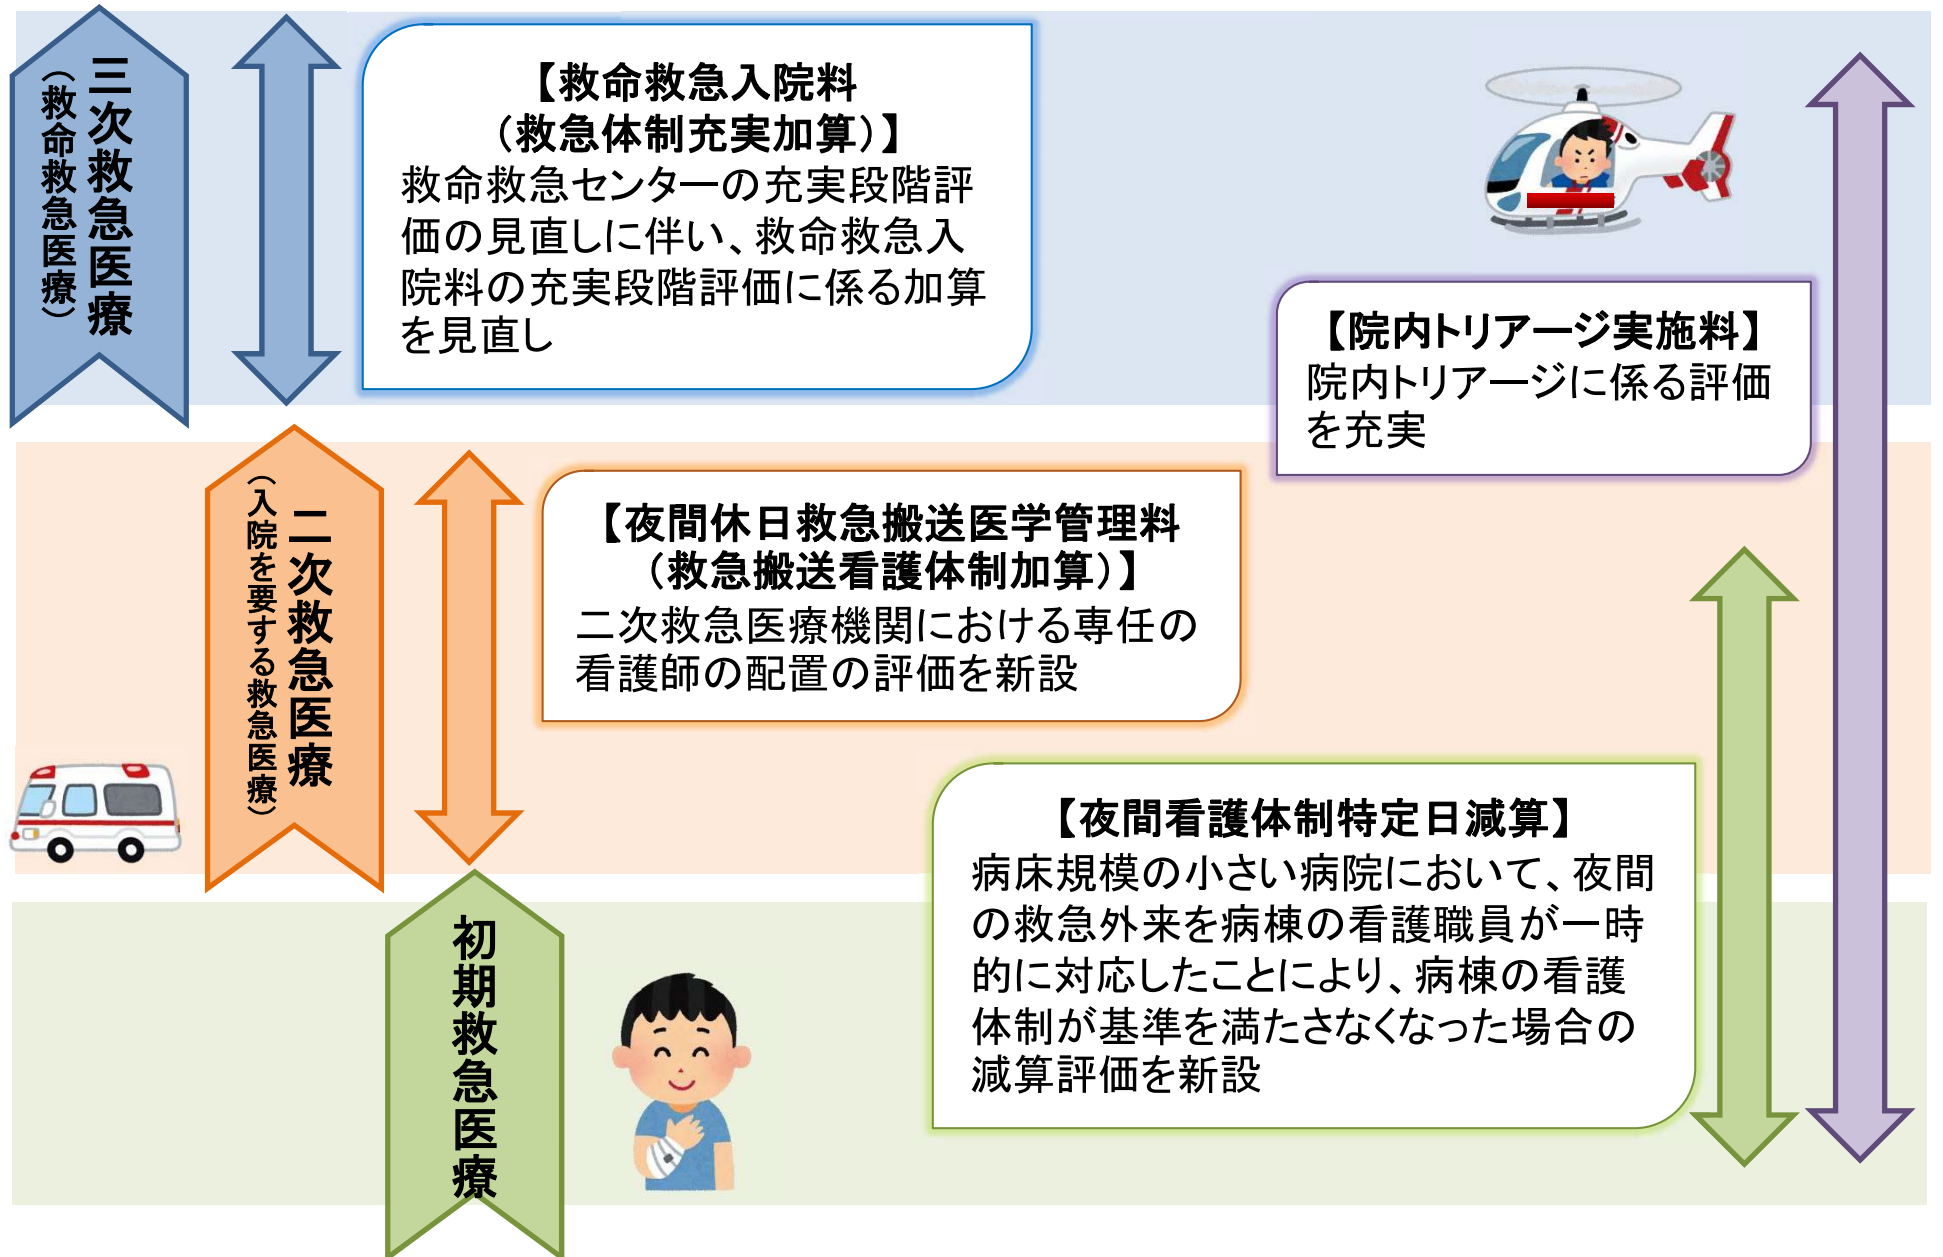 三次救急医療
（救命救急医療）
【救命救急入院料
（救急体制充実加算）】
救命救急センターの充実段階評
価の見直しに伴い、救命救急入
院料の充実段階評価に係る加算
を見直し
【院内トリアージ実施料】
院内トリアージに係る評価
を充実
二次救急医療
（入院を要する救急医療）
【夜間休日救急搬送医学管理料
（救急搬送看護体制加算）】
二次救急医療機関における専任の
看護師の配置の評価を新設
【夜間看護体制特定日減算】
病床規模の小さい病院において、夜間
の救急外来を病棟の看護職員が一時
的に対応したことにより、病棟の看護
体制が基準を満たさなくなった場合の
減算評価を新設
初期救急医療